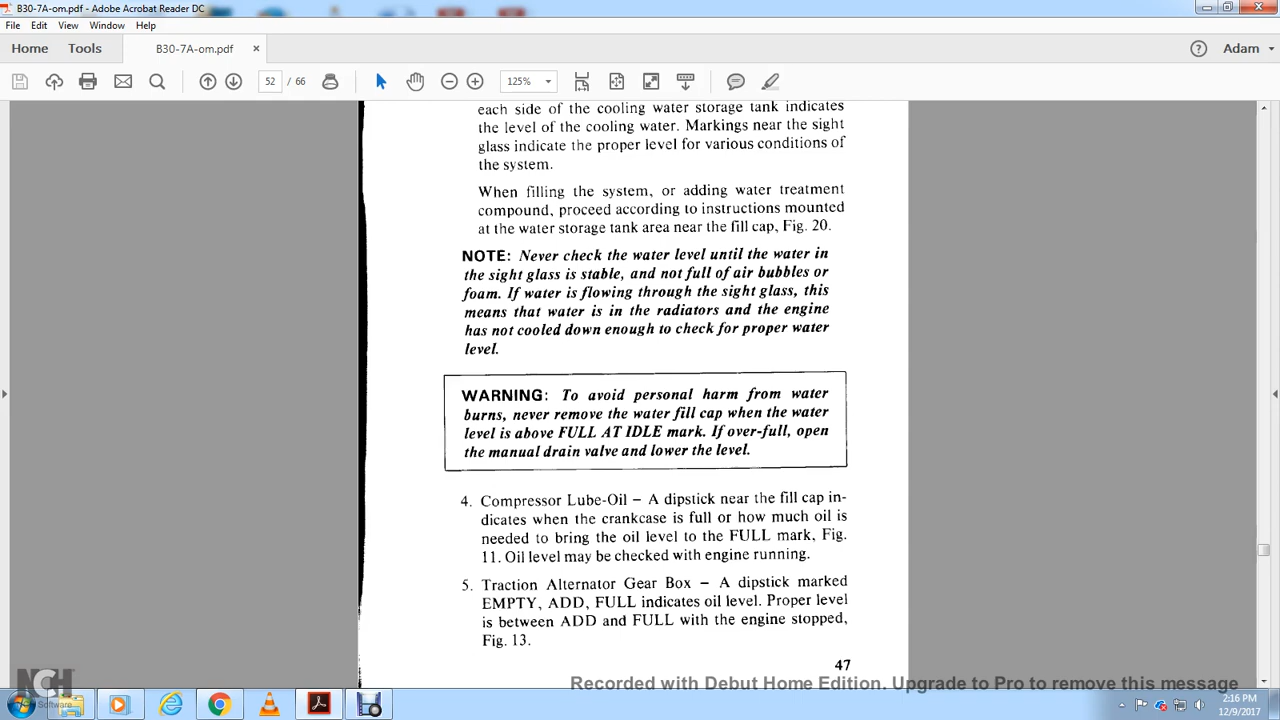 B30-7A-om.pdf - Adobe Acrobat Reader DC
File Edit View Window Help
Home Tools B30-7A-om.pdf × Adam
52 / 66 125%
each side of the cooling water storage tank indicates
the level of the cooling water. Markings near the sight
glass indicate the proper level for various conditions of
the system.
When filling the system, or adding water treatment
compound, proceed according to instructions mounted
at the water storage tank area near the fill cap, Fig. 20.
NOTE: Never check the water level until the water in
the sight glass is stable, and not full of air bubbles or
foam. If water is flowing through the sight glass, this
means that water is in the radiators and the engine
has not cooled down enough to check for proper water
level.
WARNING: To avoid personal harm from water
burns, never remove the water fill cap when the water
level is above FULL AT IDLE mark. If over-full, open
the manual drain valve and lower the level.
4. Compressor Lube-Oil – A dipstick near the fill cap in-
dicates when the crankcase is full or how much oil is
needed to bring the oil level to the FULL mark, Fig.
11. Oil level may be checked with engine running.
5. Traction Alternator Gear Box – A dipstick marked
EMPTY, ADD, FULL indicates oil level. Proper level
is between ADD and FULL with the engine stopped,
Fig. 13.
47
NCH Software
Recorded with Debut Home Edition. Upgrade to Pro to remove this message
2:16 PM
12/9/2017